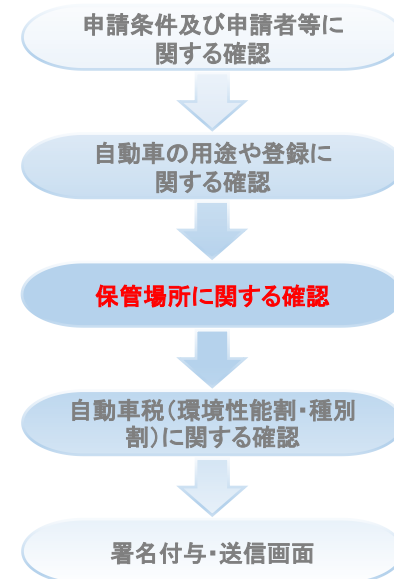 申請条件及び申請者等に
関する確認
自動車の用途や登録に
関する確認
保管場所に関する確認
自動車税(環境性能割・種別
割)に関する確認
署名付与・送信画面